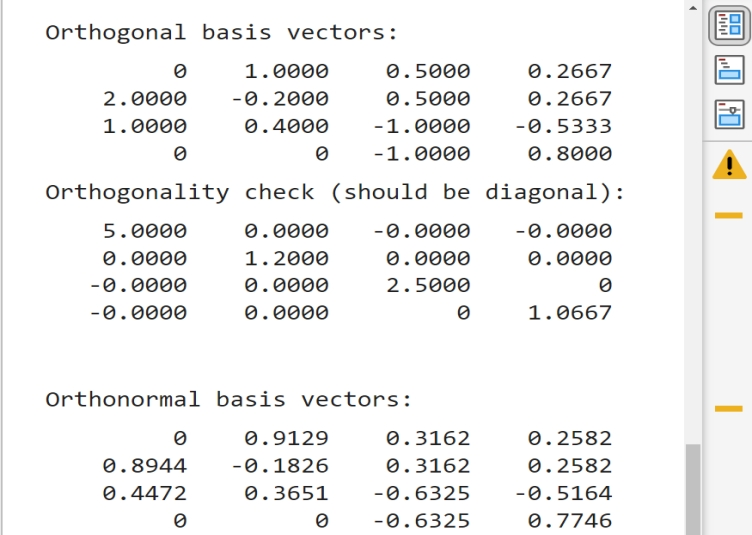 Orthogonal basis vectors:
0 1.0000 0.5000 0.2667
2.0000 -0.2000 0.5000 0.2667
1.0000 0.4000 -1.0000 -0.5333
0 0 -1.0000 0.8000
Orthogonality check (should be diagonal):
5.0000 0.0000 -0.0000 -0.0000
0.0000 1.2000 0.0000 0.0000
-0.0000 0.0000 2.5000 0
-0.0000 0.0000 0 1.0667
Orthonormal basis vectors:
0 0.9129 0.3162 0.2582
0.8944 -0.1826 0.3162 0.2582
0.4472 0.3651 -0.6325 -0.5164
0 0 -0.6325 0.7746